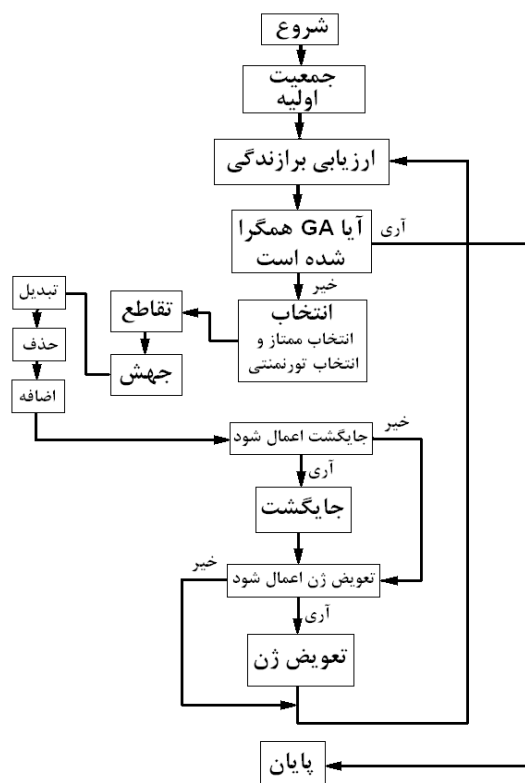 شروع
جمعیت
اولیه
ارزیابی برازندگی
آیا GA همگرا
شده است
آری
خیر
انتخاب
انتخاب ممتاز و
انتخاب تورنمنتی
تقاطع
جهش
تبدیل
حذف
اضافه
جایگشت اعمال شود
خیر
آری
جایگشت
تعویض ژن اعمال شود
خیر
آری
تعویض ژن
پایان